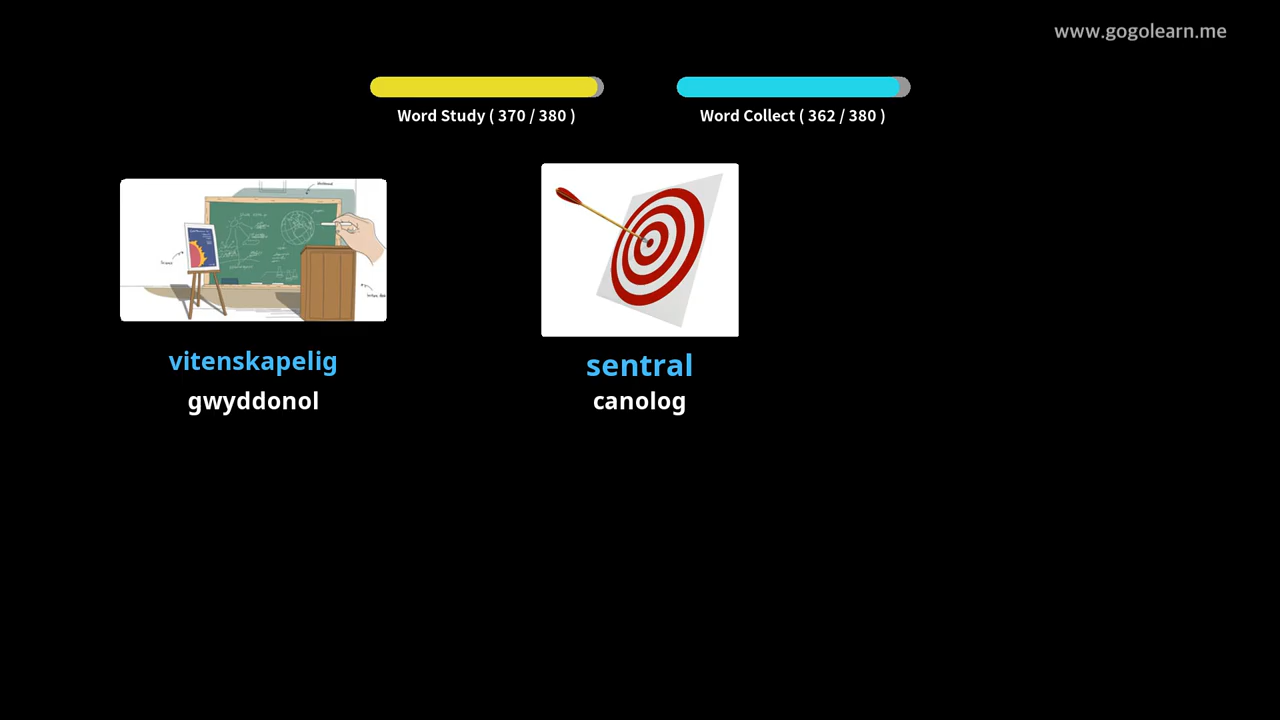 www.gogolearn.me
Word Study ( 370 / 380 )
Word Collect ( 362 / 380 )
vitenskapelig
gwyddonol
sentral
canolog